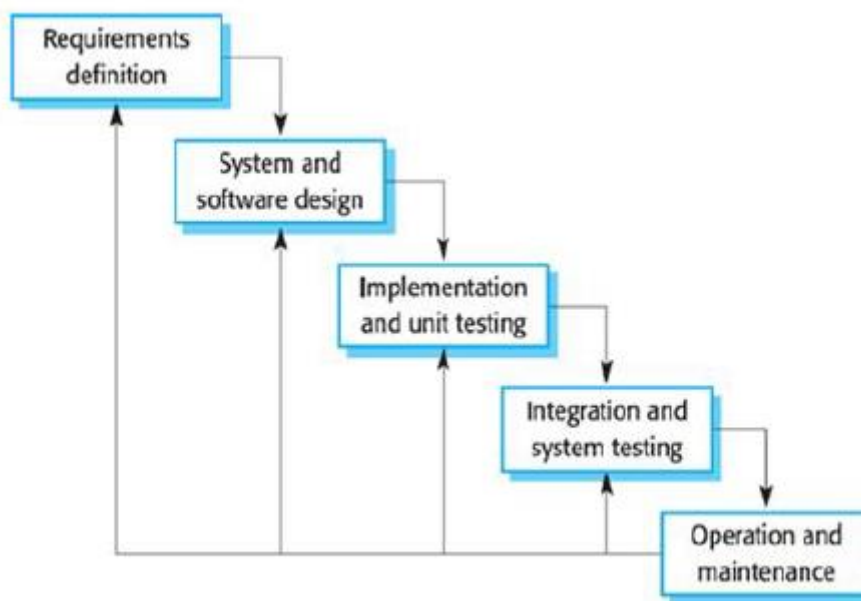 Requirements
definition
System and
software design
Implementation
and unit testing
Integration and
system testing
Operation and
maintenance